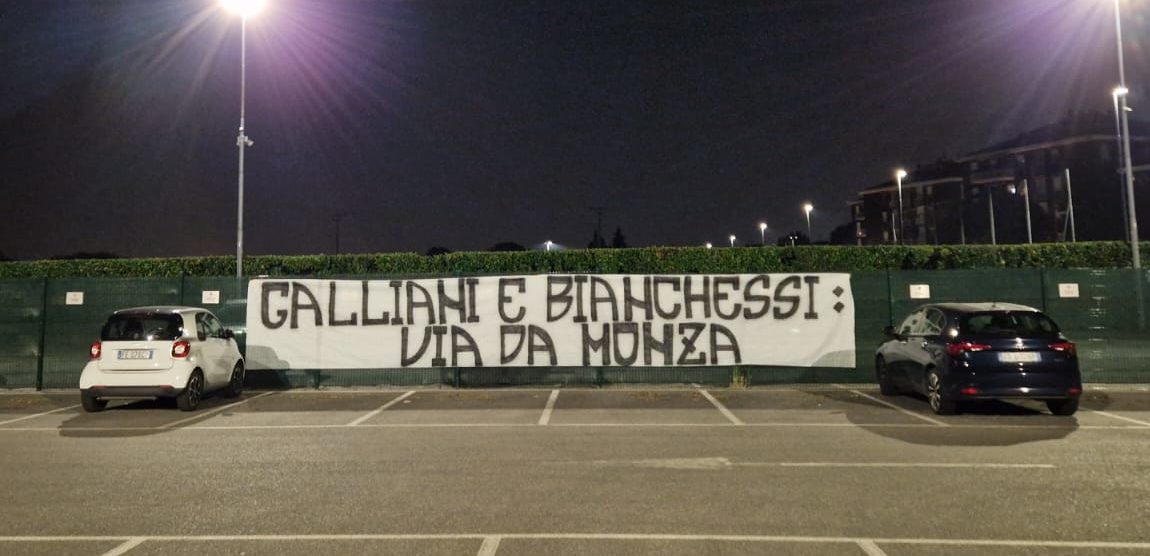 GALLIANI E BIANCHESSI :
VIA DA MONZA